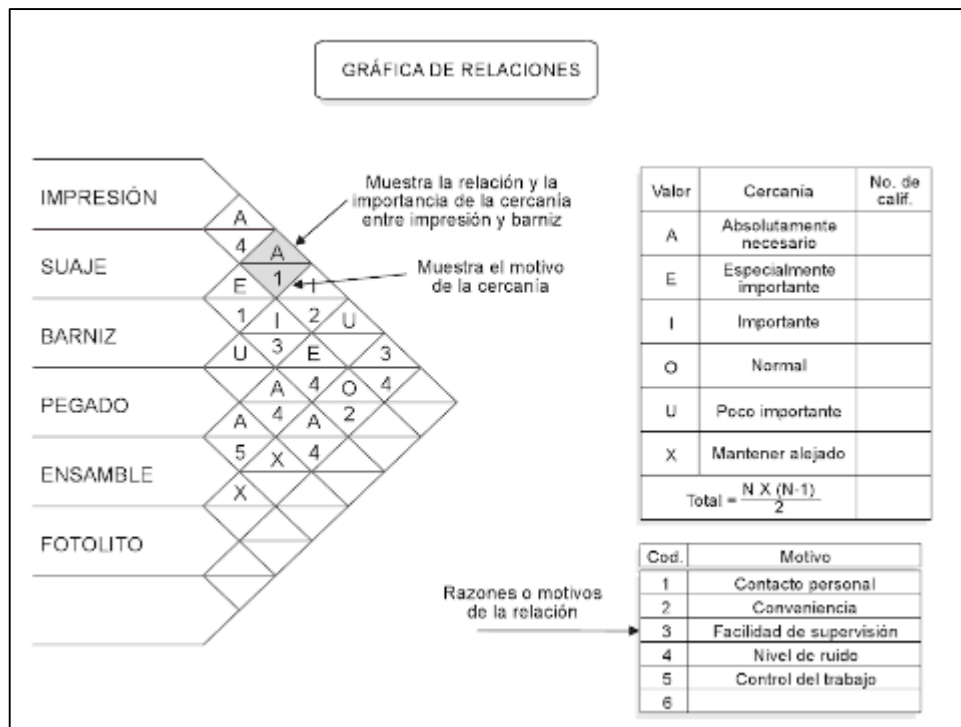 GRÁFICA DE RELACIONES
IMPRESIÓN
SUAJE
BARNIZ
PEGADO
ENSAMBLE
FOTOLITO
Muestra la relación y la
importancia de la cercanía
entre impresión y barniz
Muestra el motivo
de la cercanía
A
4 A
E 1 I
1 I 2 U
U 3 E 3
A 4 O 4
A 4 A 2
5 X 4
X
Valor Cercanía No. de calif.
A Absolutamente necesario
E Especialmente importante
I Importante
O Normal
U Poco importante
X Mantener alejado
Total = N X (N-1)
2
Razones o motivos
de la relación
Cod. Motivo
1 Contacto personal
2 Conveniencia
3 Facilidad de supervisión
4 Nivel de ruido
5 Control del trabajo
6